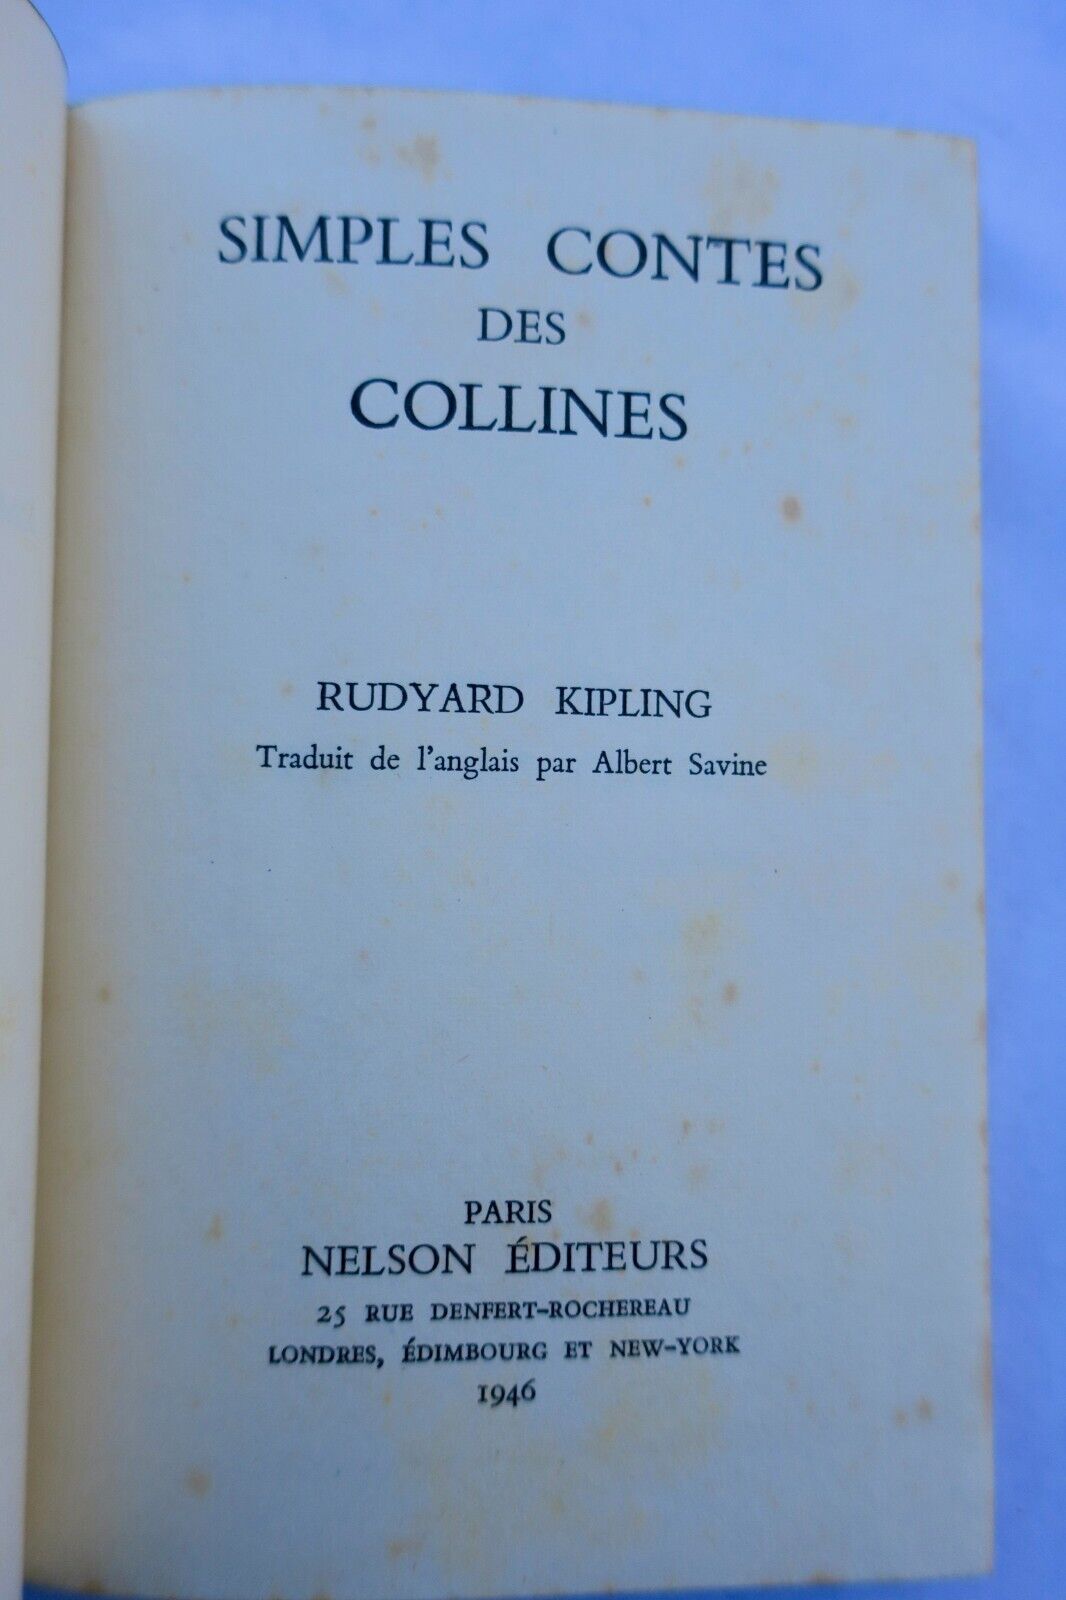 SIMPLES CONTES
DES
COLLINES
RUDYARD KIPLING
Traduit de l'anglais par Albert Savine
PARIS
NELSON ÉDITEURS
25 RUE DENFERT-ROCHEREAU
LONDRES, ÉDIMBOURG ET NEW-YORK
1946